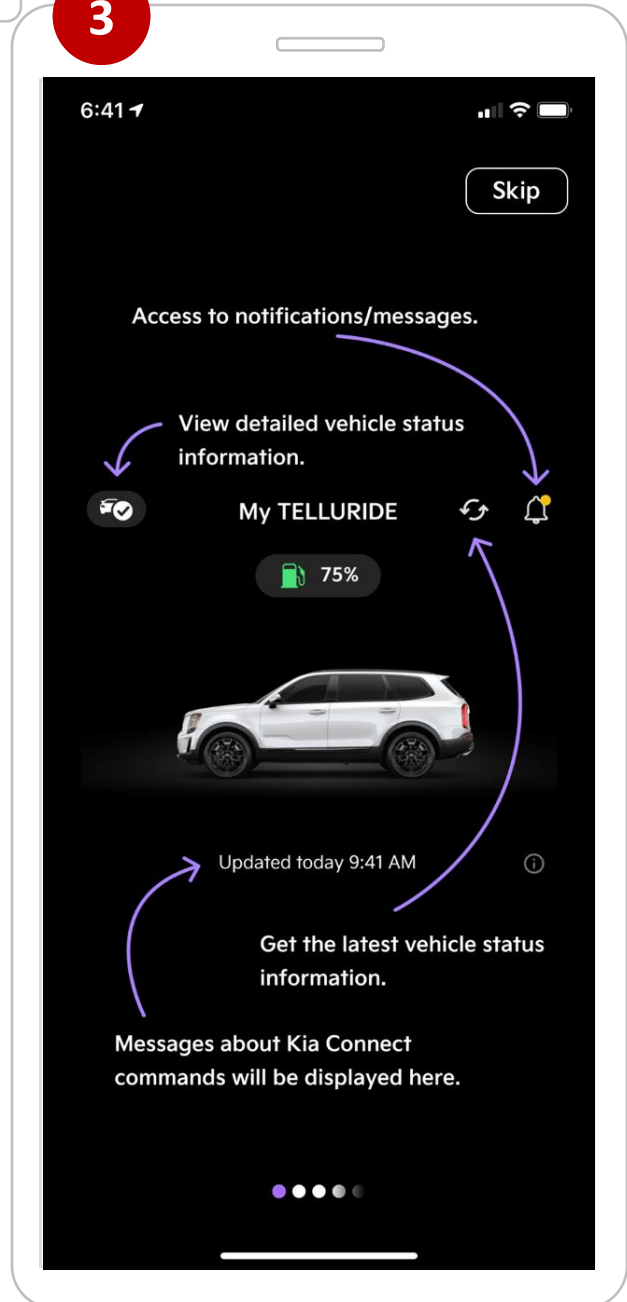 3
6:41
Skip
Access to notifications/messages.
View detailed vehicle status
information.
My TELLURIDE
75%
Updated today 9:41 AM
Get the latest vehicle status
information.
Messages about Kia Connect
commands will be displayed here.